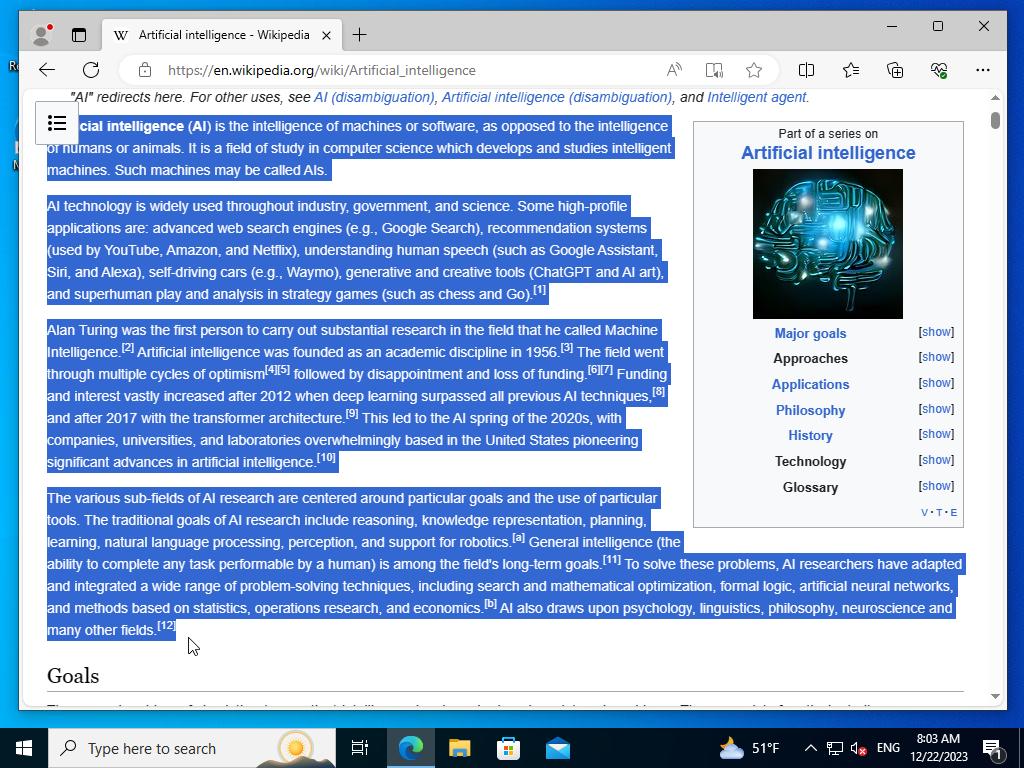 Artificial intelligence - Wikipedia
https://en.wikipedia.org/wiki/Artificial_intelligence
"AI" redirects here. For other uses, see AI (disambiguation), Artificial intelligence (disambiguation), and Intelligent agent.
cial intelligence (AI) is the intelligence of machines or software, as opposed to the intelligence
of humans or animals. It is a field of study in computer science which develops and studies intelligent
machines. Such machines may be called AIs.
AI technology is widely used throughout industry, government, and science. Some high-profile
applications are: advanced web search engines (e.g., Google Search), recommendation systems
(used by YouTube, Amazon, and Netflix), understanding human speech (such as Google Assistant,
Siri, and Alexa), self-driving cars (e.g., Waymo), generative and creative tools (ChatGPT and AI art),
and superhuman play and analysis in strategy games (such as chess and Go).[1]
Alan Turing was the first person to carry out substantial research in the field that he called Machine
Intelligence.[2] Artificial intelligence was founded as an academic discipline in 1956.[3] The field went
through multiple cycles of optimism[4][5] followed by disappointment and loss of funding.[6][7] Funding
and interest vastly increased after 2012 when deep learning surpassed all previous AI techniques,[8]
and after 2017 with the transformer architecture.[9] This led to the AI spring of the 2020s, with
companies, universities, and laboratories overwhelmingly based in the United States pioneering
significant advances in artificial intelligence.[10]
The various sub-fields of AI research are centered around particular goals and the use of particular
tools. The traditional goals of AI research include reasoning, knowledge representation, planning,
learning, natural language processing, perception, and support for robotics.[a] General intelligence (the
ability to complete any task performable by a human) is among the field's long-term goals.[11] To solve these problems, AI researchers have adapted
and integrated a wide range of problem-solving techniques, including search and mathematical optimization, formal logic, artificial neural networks,
and methods based on statistics, operations research, and economics.[b] AI also draws upon psychology, linguistics, philosophy, neuroscience and
many other fields.[12]
Part of a series on
Artificial intelligence
Major goals [show]
Approaches [show]
Applications [show]
Philosophy [show]
History [show]
Technology [show]
Glossary [show]
V · T · E
Goals
Type here to search
51°F
ENG
8:03 AM
12/22/2023
1